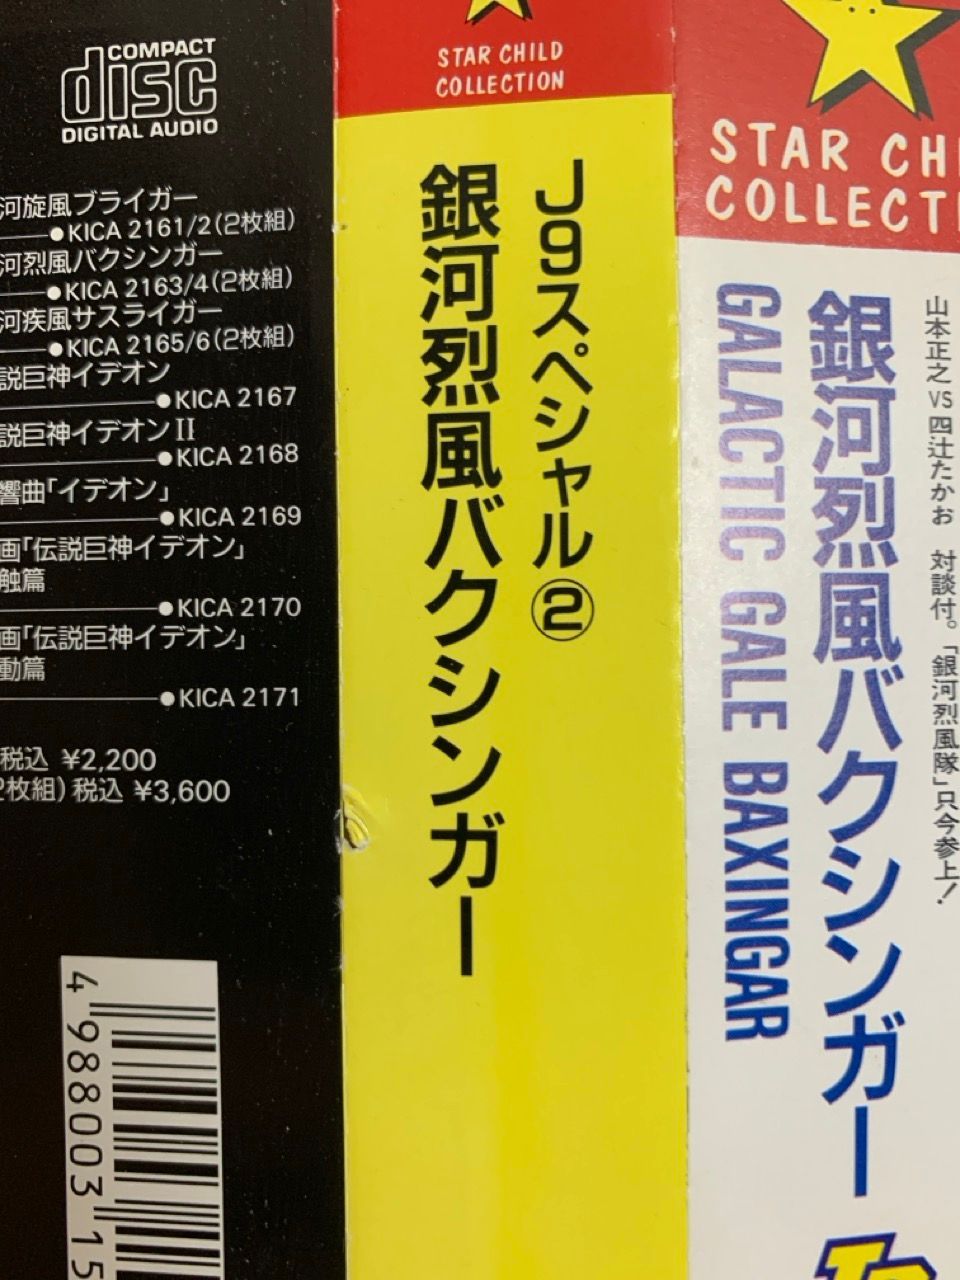 COMPACT
disc
DIGITAL AUDIO
河旋風ブライガー
●KICA 2161/2(2枚組)
河烈風バクシンガー
●KICA 2163/4(2枚組)
河疾風サスライガー
●KICA 2165/6(2枚組)
説巨神イデオン
●KICA 2167
説巨神イデオンII
●KICA 2168
響曲「イデオン」
●KICA 2169
画「伝説巨神イデオン」
触篇
●KICA 2170
画「伝説巨神イデオン」
動篇
●KICA 2171
税込 ¥2,200
2枚組)税込 ¥3,600
4 988003 15
STAR CHILD
COLLECTION
J9スペシャル②
銀河烈風バクシンガー
STAR CHI
COLLECTI
山本正之VS四辻たかお 対談付。「銀河烈風隊」只今参上!
銀河烈風バクシンガー
GALACTIC GALE BAXINGAR